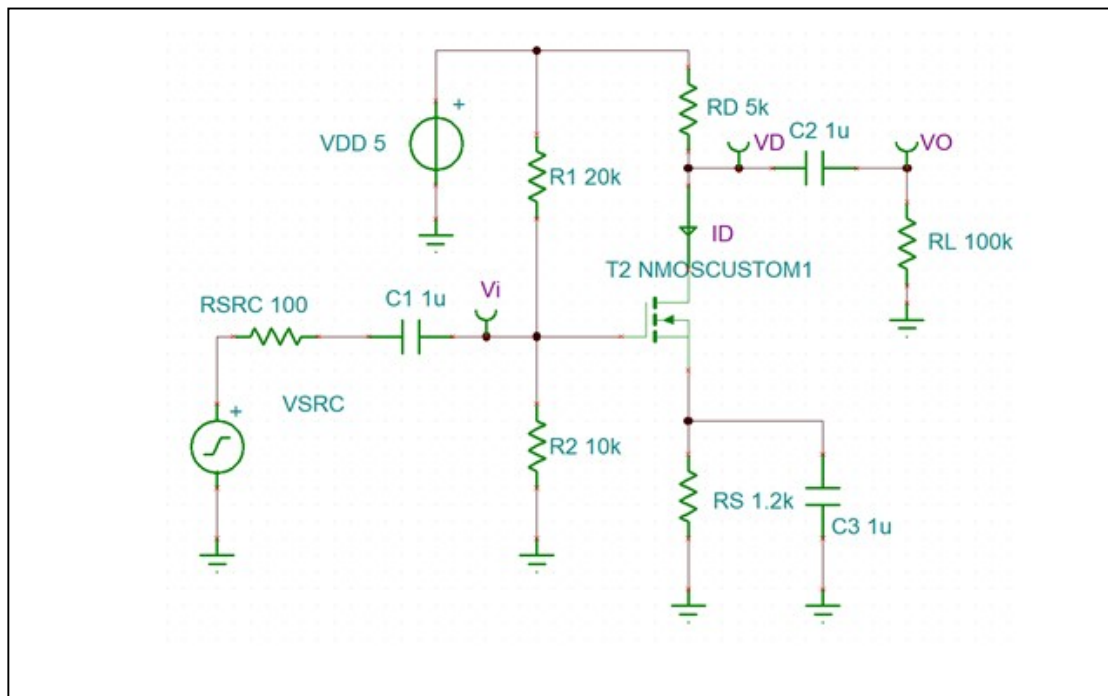 +
RD 5k
VDD 5
VD
C2 1u
VO
R1 20k
ID
RL 100k
T2 NMOSCUSTOM1
RSRC 100
C1 1u
Vi
VSRC
+
R2 10k
RS 1.2k
C3 1u